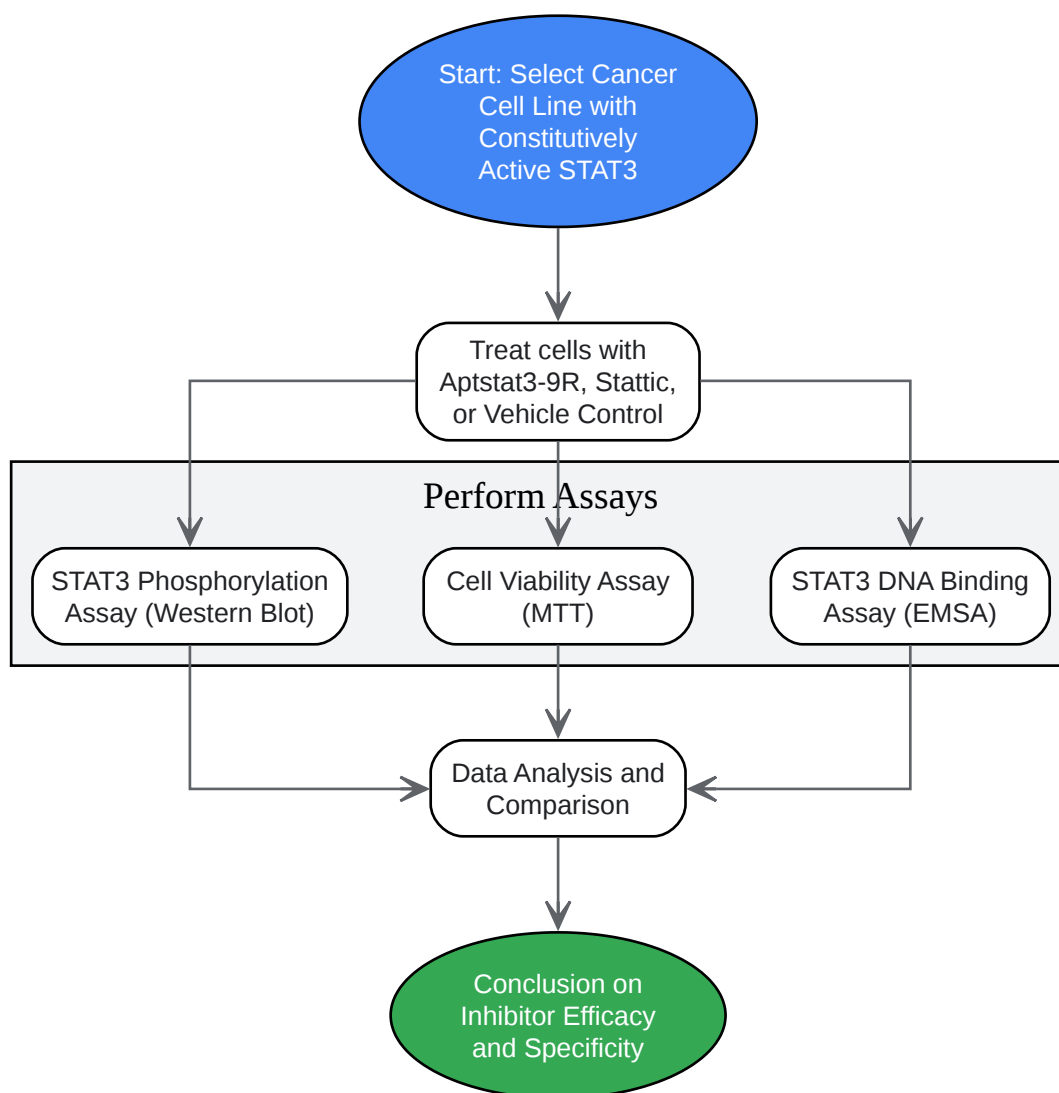 Start: Select Cancer
Cell Line with
Constitutively
Active STAT3
Treat cells with
Aptstat3-9R, Stattic,
or Vehicle Control
Perform Assays
STAT3 Phosphorylation
Assay (Western Blot)
Cell Viability Assay
(MTT)
STAT3 DNA Binding
Assay (EMSA)
Data Analysis and
Comparison
Conclusion on
Inhibitor Efficacy
and Specificity